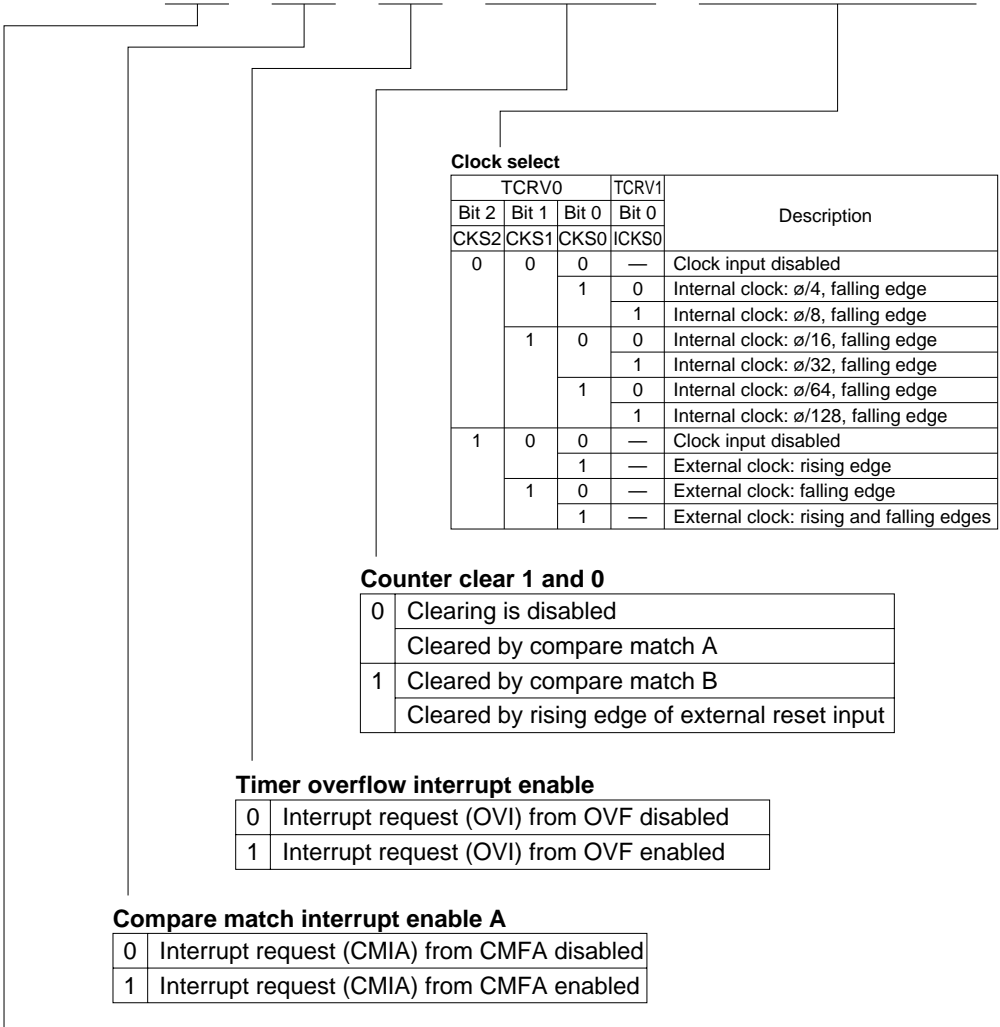 Clock select
TCRV0 TCRV1
Bit 2 Bit 1 Bit 0 Bit 0 Description
CKS2 CKS1 CKS0 ICKS0
0 0 0 — Clock input disabled
1 0 Internal clock: ø/4, falling edge
1 Internal clock: ø/8, falling edge
1 0 0 Internal clock: ø/16, falling edge
1 Internal clock: ø/32, falling edge
1 0 Internal clock: ø/64, falling edge
1 Internal clock: ø/128, falling edge
1 0 0 — Clock input disabled
1 — External clock: rising edge
1 0 — External clock: falling edge
1 — External clock: rising and falling edges
Counter clear 1 and 0
0 Clearing is disabled
Cleared by compare match A
1 Cleared by compare match B
Cleared by rising edge of external reset input
Timer overflow interrupt enable
0 Interrupt request (OVI) from OVF disabled
1 Interrupt request (OVI) from OVF enabled
Compare match interrupt enable A
0 Interrupt request (CMIA) from CMFA disabled
1 Interrupt request (CMIA) from CMFA enabled